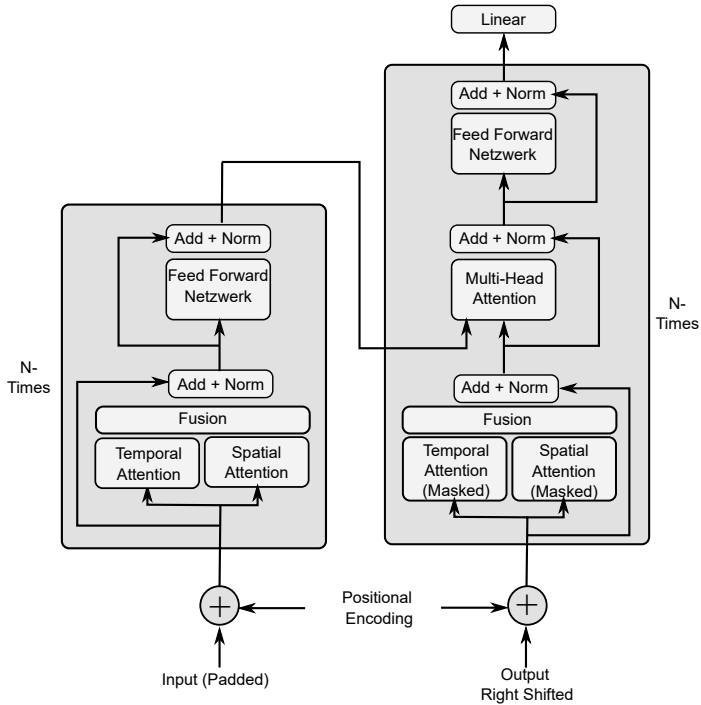 Linear
Add + Norm
Feed Forward
Netzwerk
Add + Norm
Multi-Head
Attention
Add + Norm
Fusion
Temporal
Attention
(Masked)
Spatial
Attention
(Masked)
N-
Times
Add + Norm
Feed Forward
Netzwerk
Add + Norm
Fusion
Temporal
Attention
Spatial
Attention
N-
Times
Positional
Encoding
Input (Padded)
Output
Right Shifted